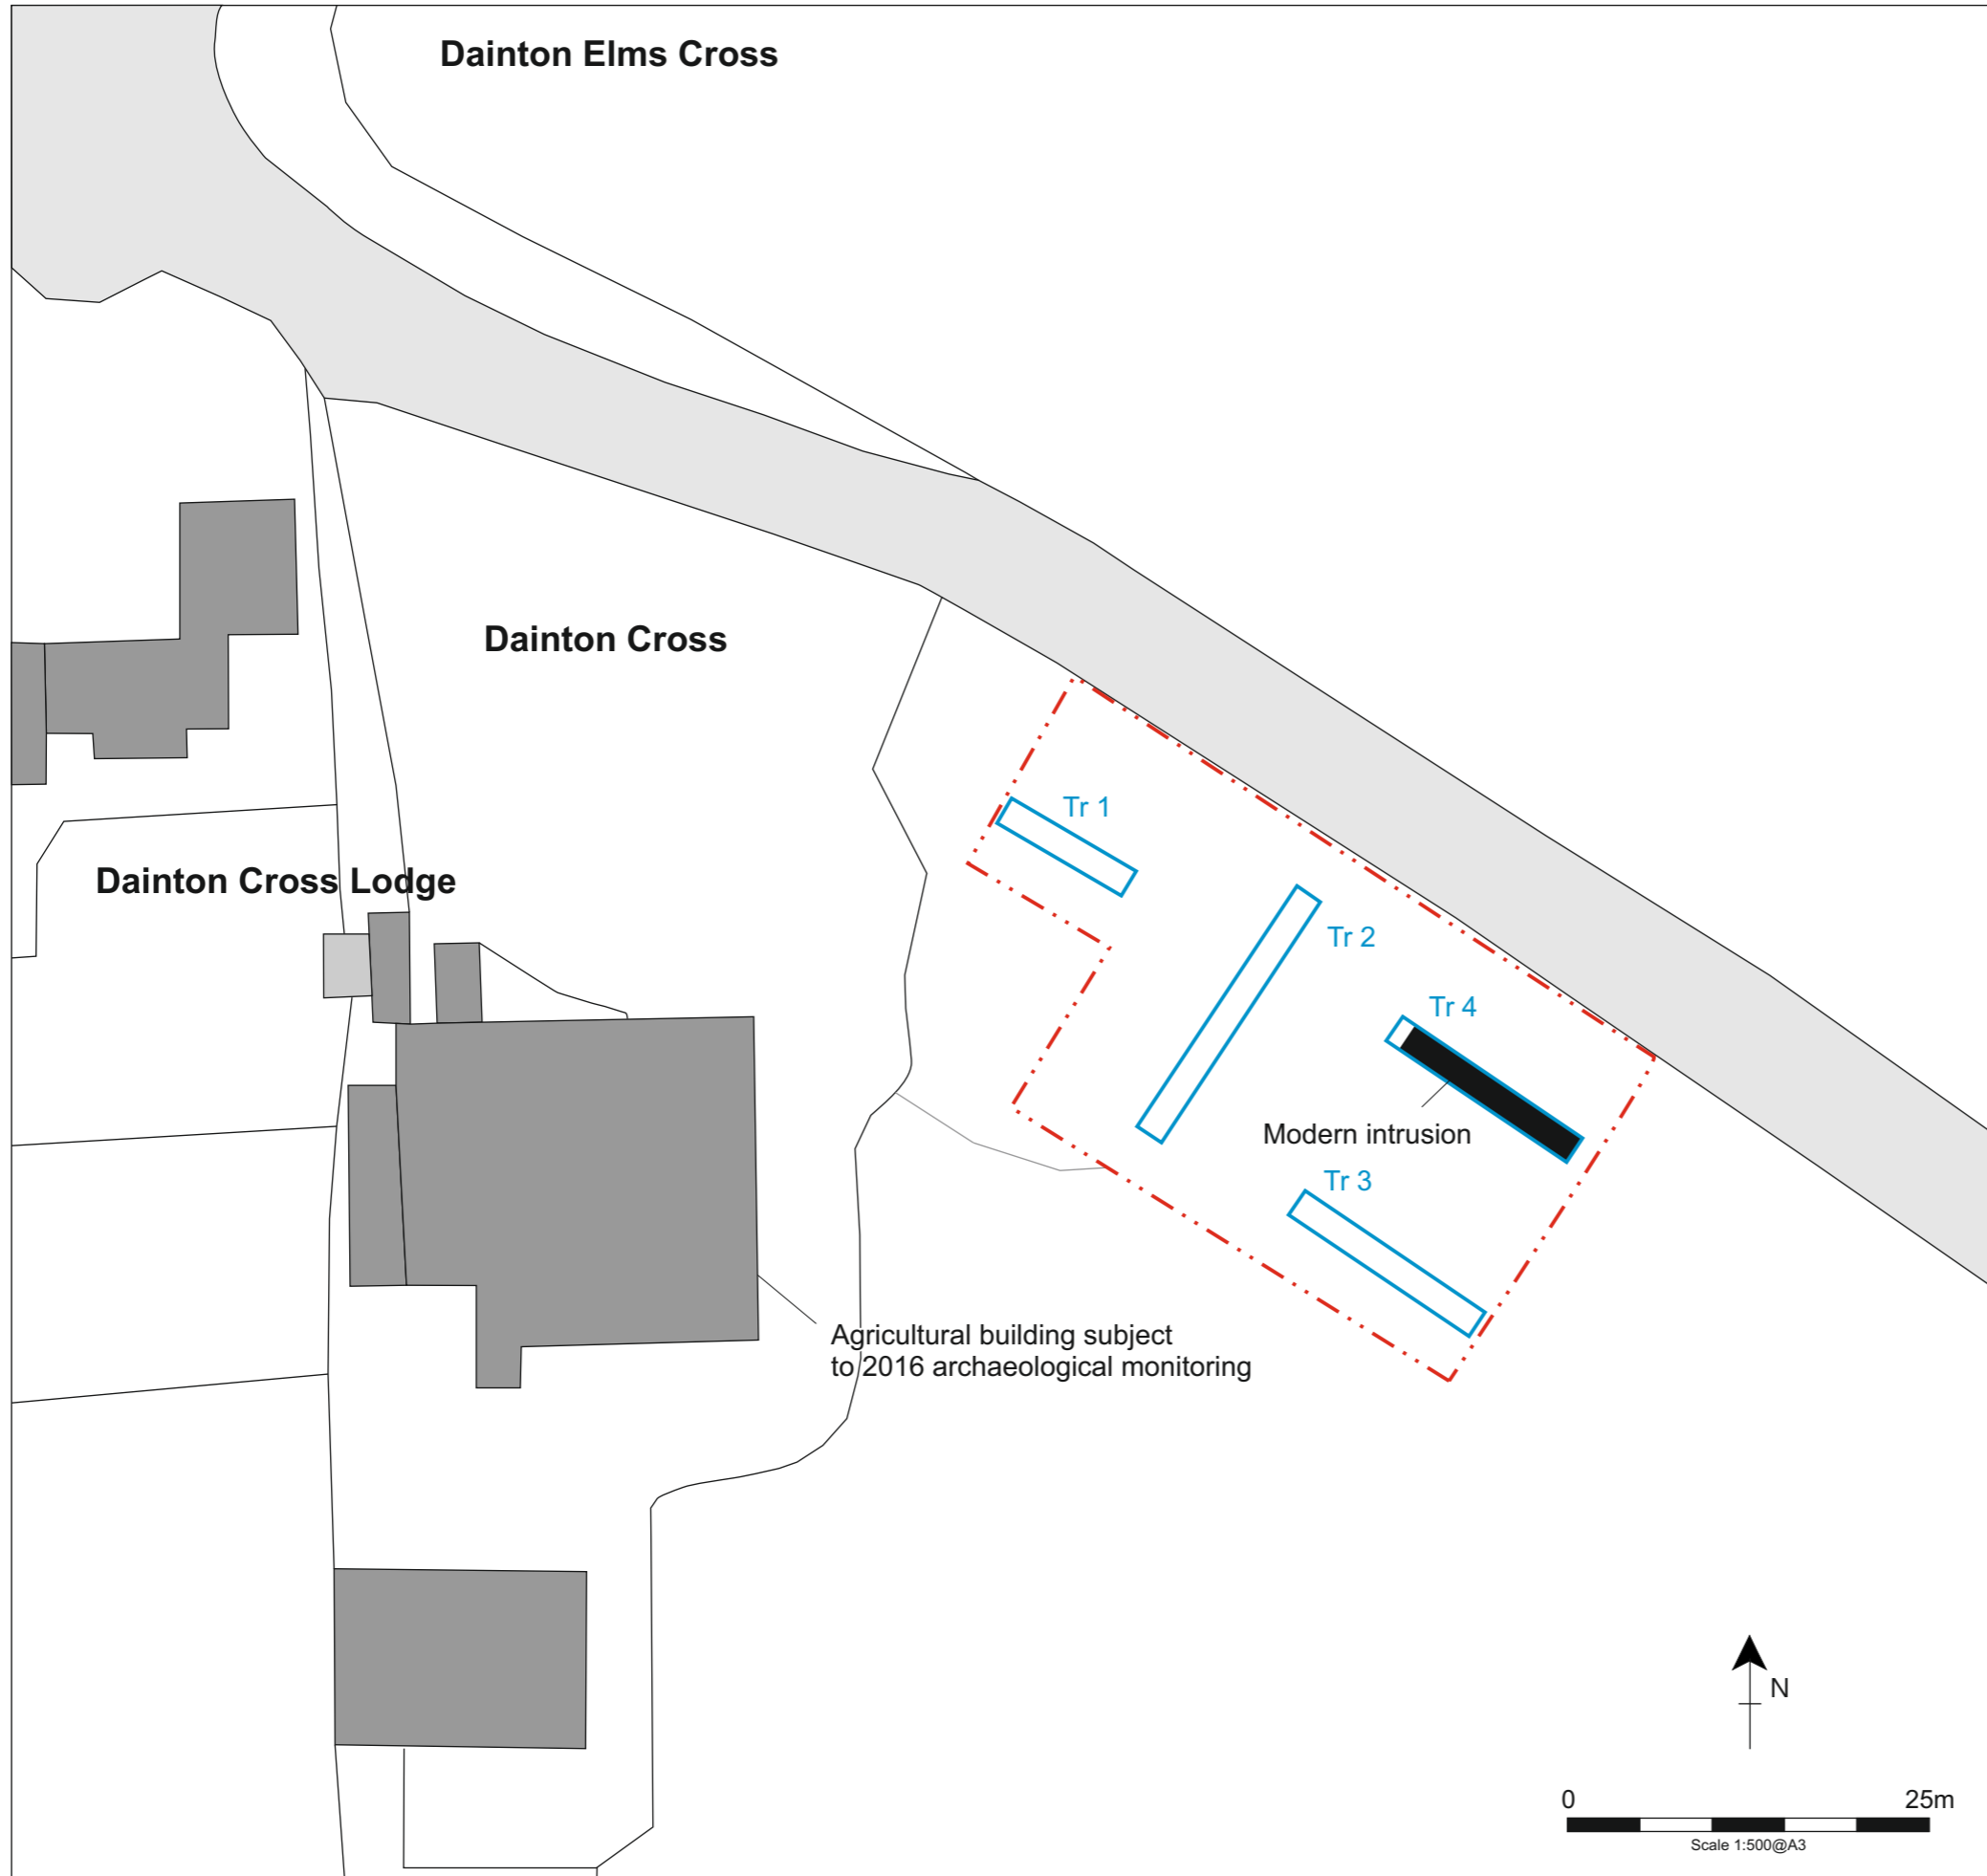 Dainton Elms Cross
Dainton Cross
Tr 1
Dainton Cross Lodge
Tr 2
Tr 4
Modern intrusion
Tr 3
Agricultural building subject
to 2016 archaeological monitoring
N
0 25m
Scale 1:500@A3